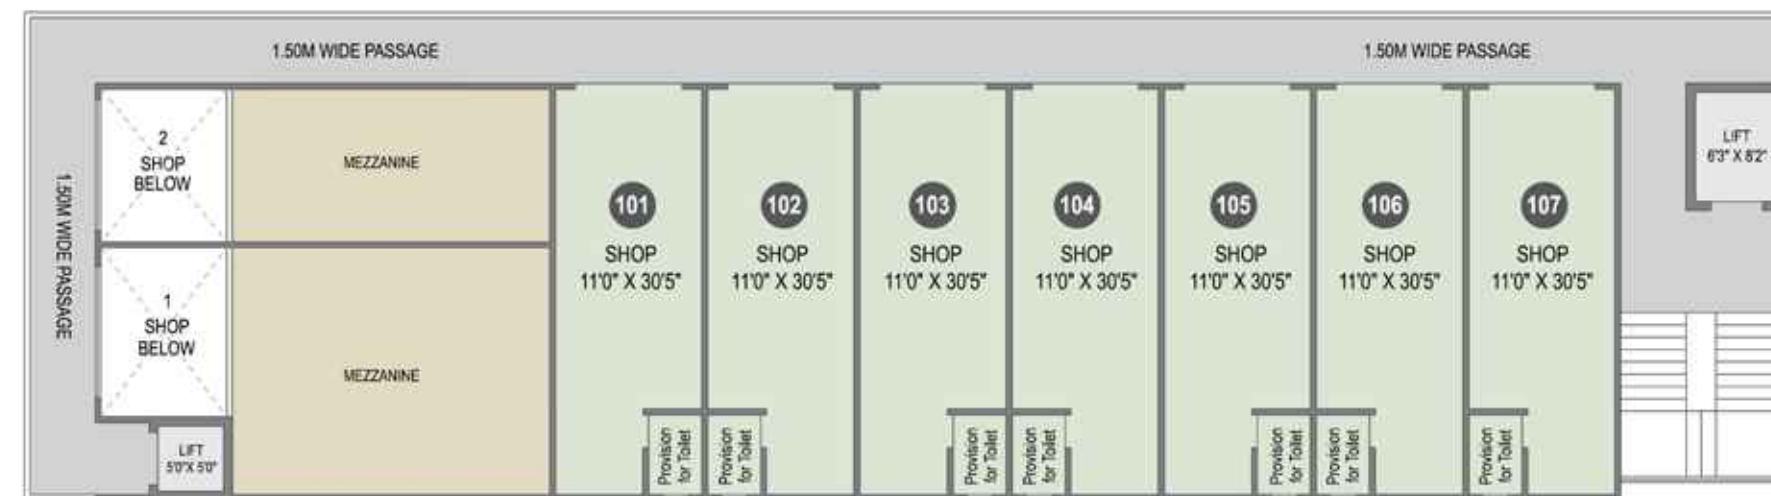 1.50M WIDE PASSAGE
1.50M WIDE PASSAGE
1.50M WIDE PASSAGE
2
SHOP
BELOW
MEZZANINE
1
SHOP
BELOW
MEZZANINE
LIFT
5'0"X 5'0"
101
SHOP
11'0" X 30'5"
Provision
for Toilet
102
SHOP
11'0" X 30'5"
Provision
for Toilet
103
SHOP
11'0" X 30'5"
Provision
for Toilet
104
SHOP
11'0" X 30'5"
Provision
for Toilet
105
SHOP
11'0" X 30'5"
Provision
for Toilet
106
SHOP
11'0" X 30'5"
Provision
for Toilet
107
SHOP
11'0" X 30'5"
Provision
for Toilet
LIFT
6'3" X 8'2"